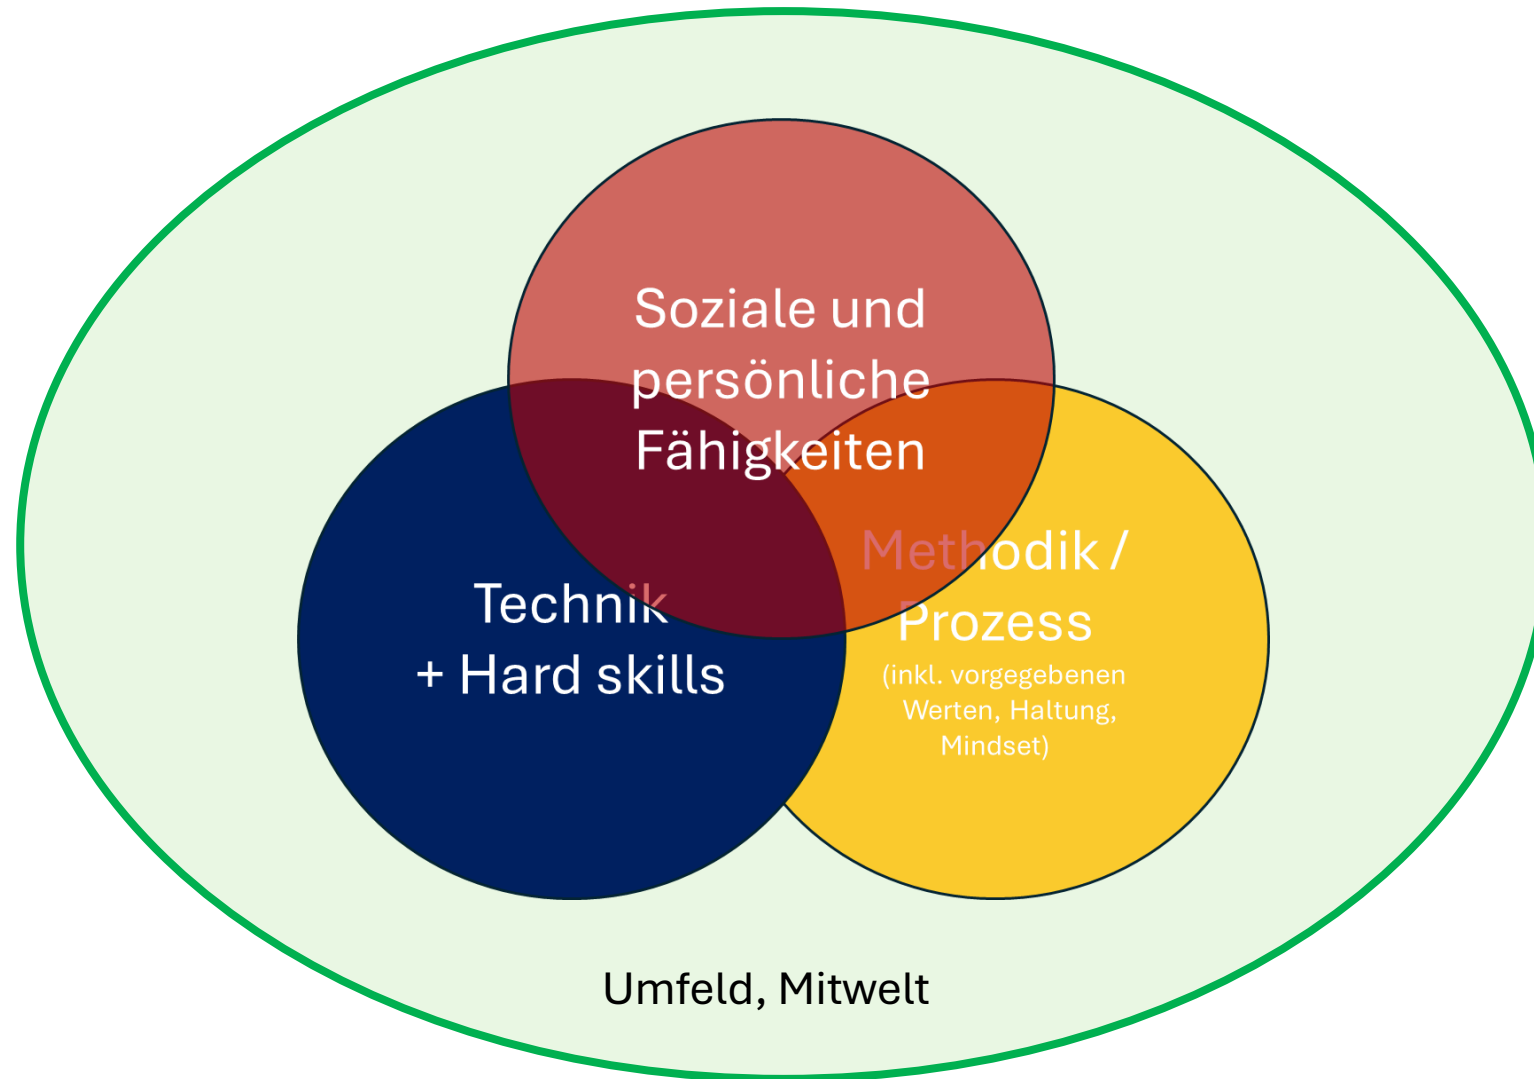 Soziale und
persönliche
Fähigkeiten
Technik
+ Hard skills
Methodik /
Prozess
(inkl. vorgegebenen
Werten, Haltung,
Mindset)
Umfeld, Mitwelt